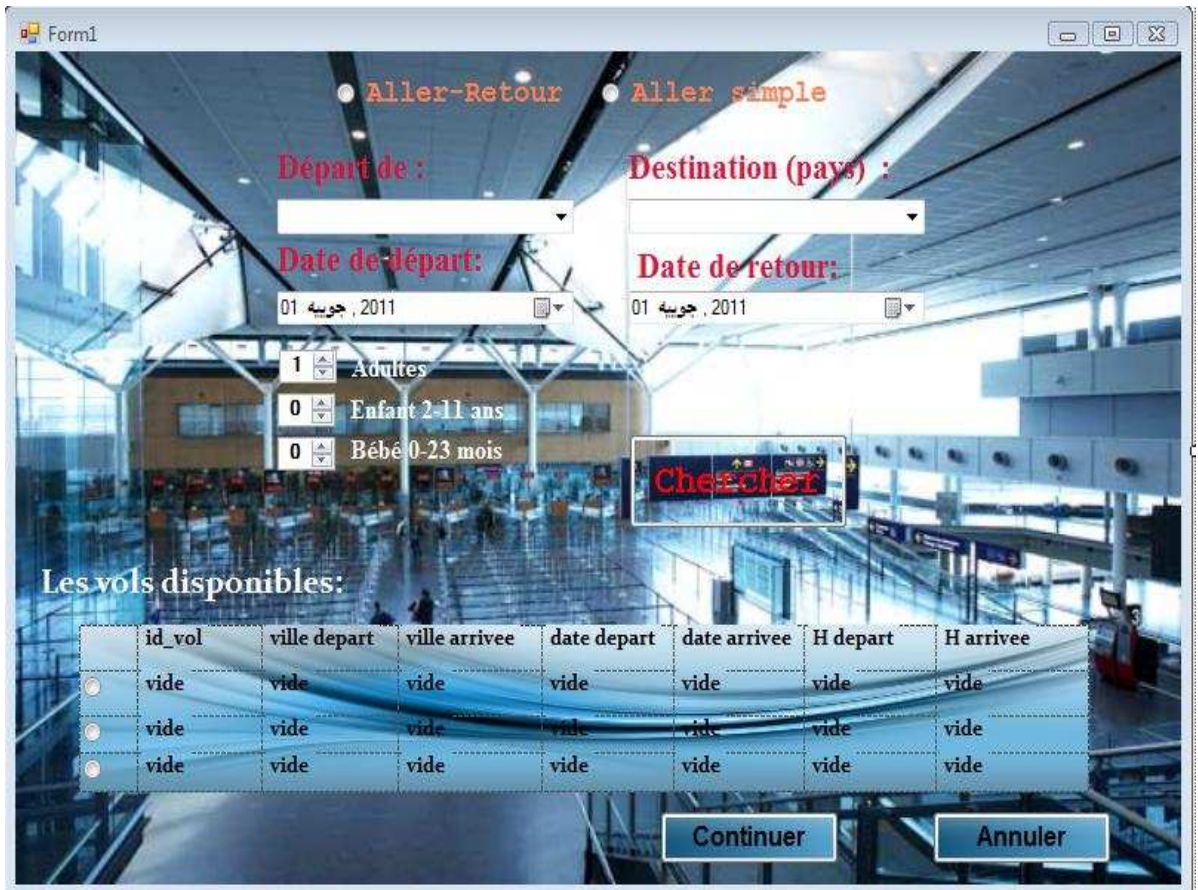 Form1
Aller-Retour Aller simple
Départ de : Destination (pays) :
Date de départ: Date de retour:
01 جويية , 2011 01 جويية , 2011
1 Adultes
0 Enfant 2-11 ans
0 Bébé 0-23 mois
Chercher
Les vols disponibles:
id_vol ville depart ville arrivee date depart date arrivee H depart H arrivee
vide vide vide vide vide vide vide
vide vide vide vide vide vide vide
vide vide vide vide vide vide vide
Continuer Annuler